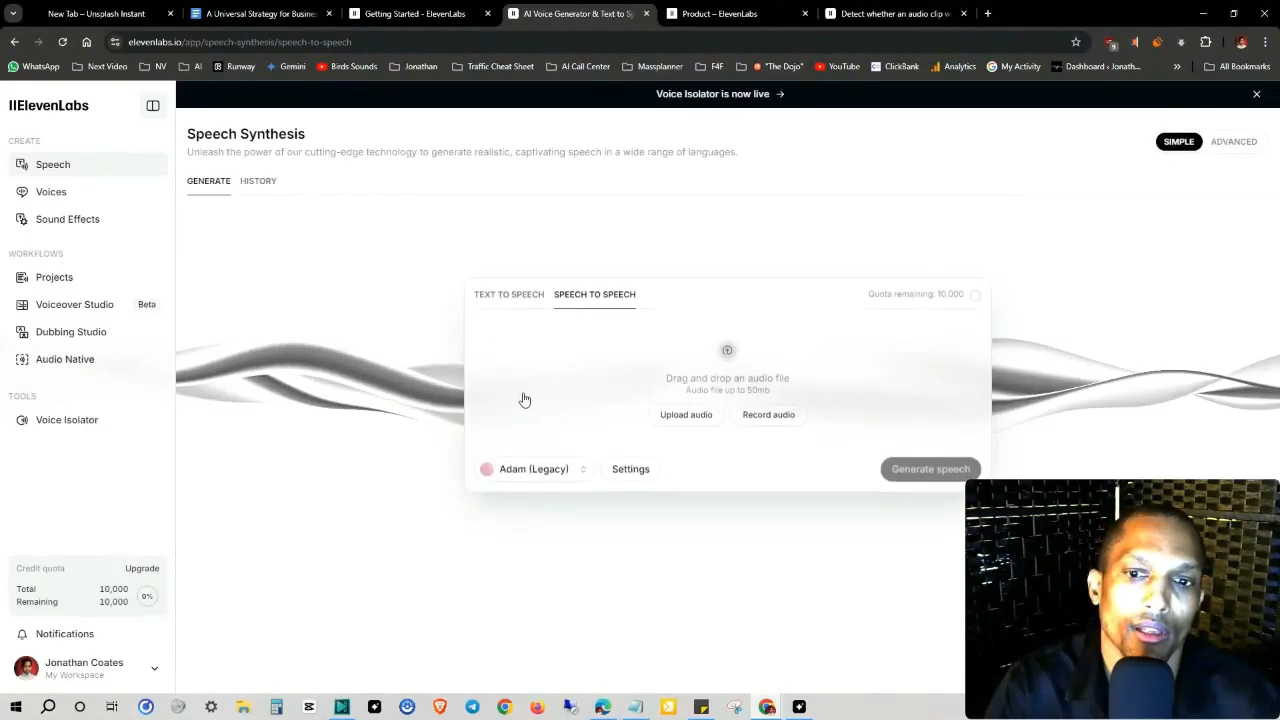 New Tab – Unsplash Instant
A Universal Strategy for Busines
Getting Started – ElevenLabs
AI Voice Generator & Text to Sp
Product – ElevenLabs
Detect whether an audio clip w
elevenlabs.io/app/speech-synthesis/speech-to-speech
WhatsApp
Next Video
NV
AI
Runway
Gemini
Birds Sounds
Jonathan
Traffic Cheat Sheet
AI Call Center
Massplanner
F4F
"The Dojo"
YouTube
ClickBank
Analytics
My Activity
Dashboard ‹ Jonath...
»
All Bookmarks
IIElevenLabs
Voice Isolator is now live →
CREATE
Speech
Voices
Sound Effects
WORKFLOWS
Projects
Voiceover Studio Beta
Dubbing Studio
Audio Native
TOOLS
Voice Isolator
Credit quota Upgrade
Total 10,000
Remaining 10,000
0%
Notifications
Jonathan Coates
My Workspace
Speech Synthesis
Unleash the power of our cutting-edge technology to generate realistic, captivating speech in a wide range of languages.
SIMPLE ADVANCED
GENERATE HISTORY
TEXT TO SPEECH SPEECH TO SPEECH Quota remaining: 10,000
Drag and drop an audio file
Audio file up to 50mb
Upload audio Record audio
Adam (Legacy) Settings Generate speech